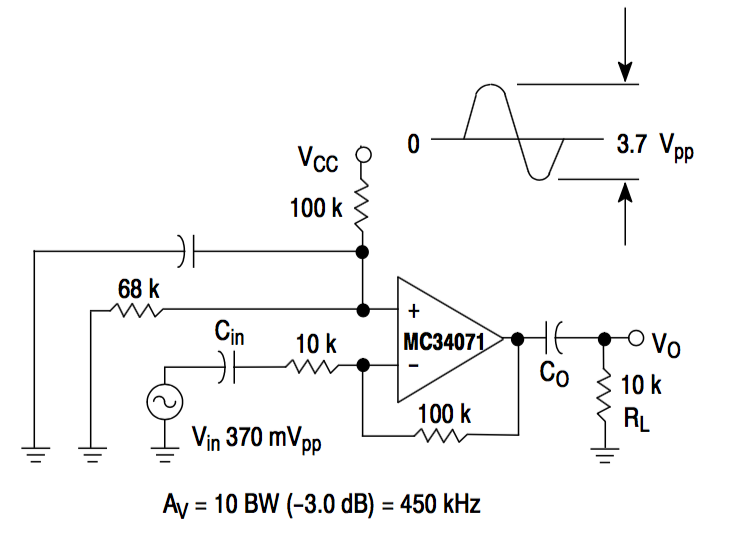 0
3.7 Vpp
VCC
100 k
68 k
Cin
10 k
+
MC34071
−
CO
VO
10 k
RL
100 k
Vin 370 mVpp
AV = 10 BW (−3.0 dB) = 450 kHz